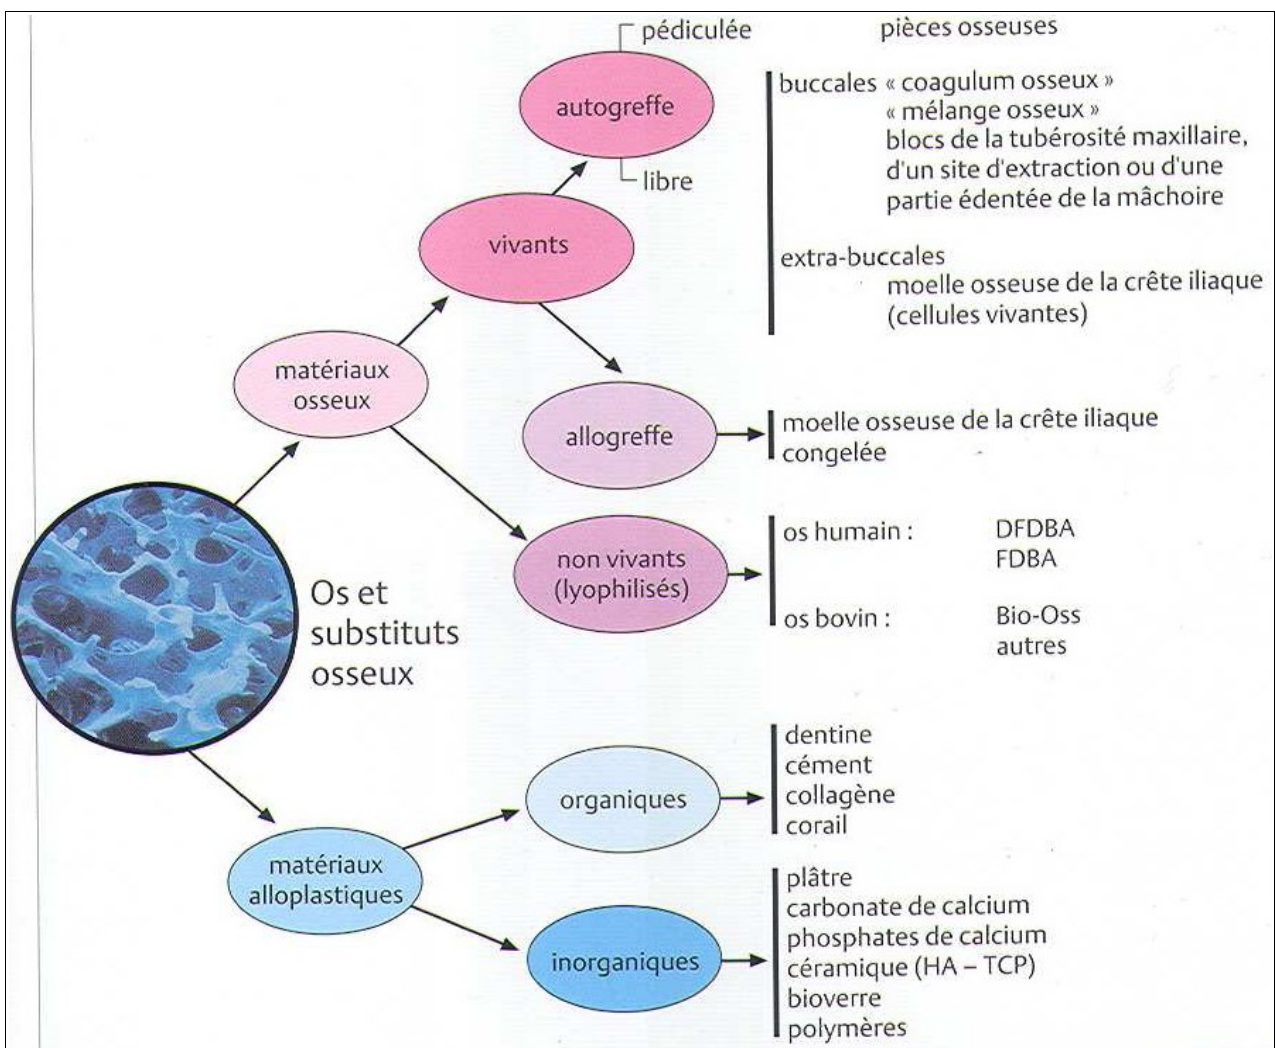 pédiculée
pièces osseuses
autogreffe
libre
buccales « coagulum osseux »
« mélange osseux »
blocs de la tubérosité maxillaire,
d'un site d'extraction ou d'une
partie édentée de la mâchoire
vivants
extra-buccales
moelle osseuse de la crête iliaque
(cellules vivantes)
matériaux
osseux
allogreffe
moelle osseuse de la crête iliaque
congelée
non vivants
(lyophilisés)
os humain : DFDBA
FDBA
os bovin : Bio-Oss
autres
Os et
substituts
osseux
organiques
dentine
cément
collagène
corail
matériaux
alloplastiques
inorganiques
plâtre
carbonate de calcium
phosphates de calcium
céramique (HA – TCP)
bioverre
polymères